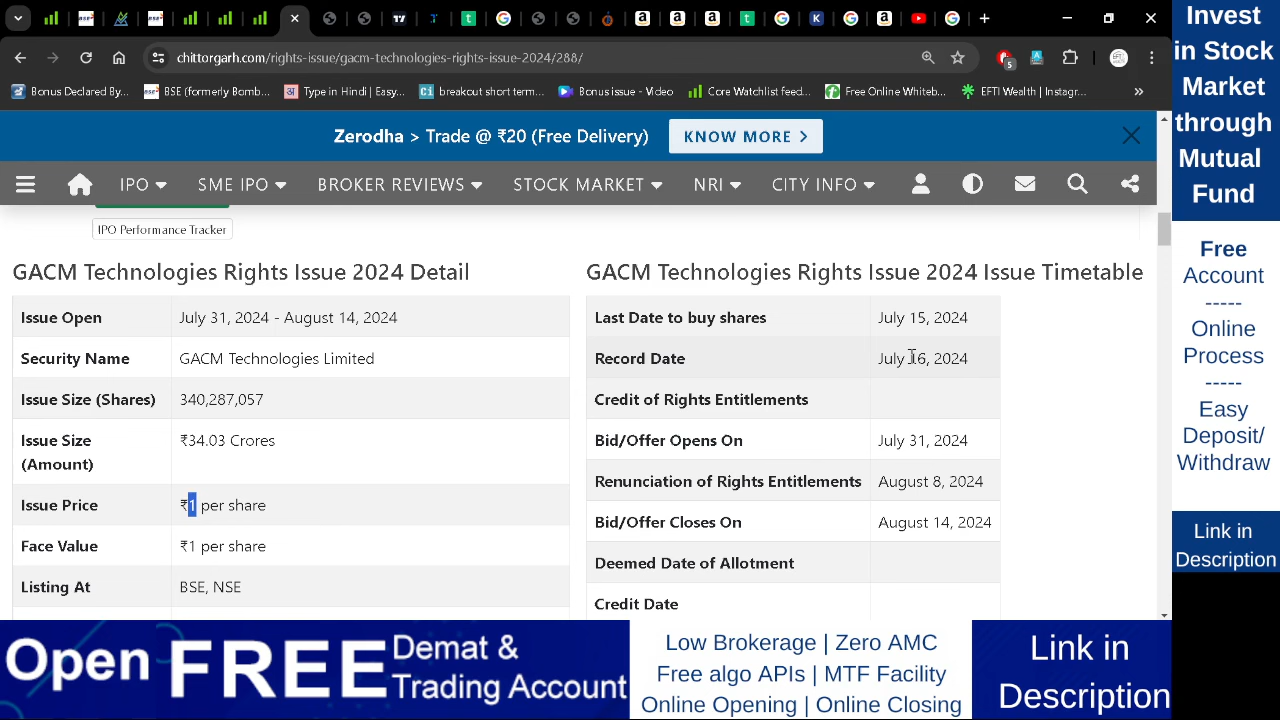 chittorgarh.com/rights-issue/gacm-technologies-rights-issue-2024/288/
5
Bonus Declared By...
BSE (formerly Bomb...
Type in Hindi | Easy...
breakout short term...
Bonus issue - Video
Core Watchlist feed...
Free Online Whiteb...
EFTI Wealth | Instagr...
»
Zerodha > Trade @ ₹20 (Free Delivery)
KNOW MORE >
IPO
SME IPO
BROKER REVIEWS
STOCK MARKET
NRI
CITY INFO
IPO Performance Tracker
GACM Technologies Rights Issue 2024 Detail
Issue Open July 31, 2024 - August 14, 2024
Security Name GACM Technologies Limited
Issue Size (Shares) 340,287,057
Issue Size
(Amount) ₹34.03 Crores
Issue Price ₹1 per share
Face Value ₹1 per share
Listing At BSE, NSE
GACM Technologies Rights Issue 2024 Issue Timetable
Last Date to buy shares July 15, 2024
Record Date July 16, 2024
Credit of Rights Entitlements
Bid/Offer Opens On July 31, 2024
Renunciation of Rights Entitlements August 8, 2024
Bid/Offer Closes On August 14, 2024
Deemed Date of Allotment
Credit Date
Invest
in Stock
Market
through
Mutual
Fund
Free
Account
-----
Online
Process
-----
Easy
Deposit/
Withdraw
Link in
Description
Open FREE
Demat &
Trading Account
Low Brokerage | Zero AMC
Free algo APIs | MTF Facility
Online Opening | Online Closing
Link in
Description